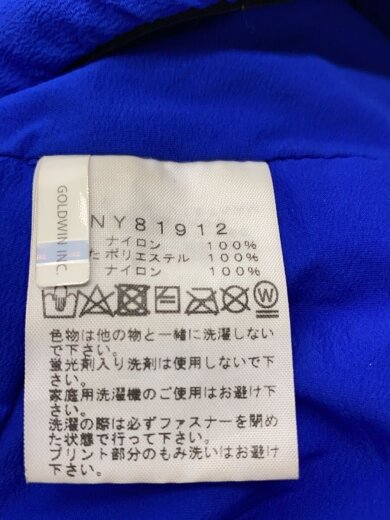 GOLDWIN INC.
NY81912
ナイロン 100%
た ポリエステル 100%
ナイロン 100%
色物は他の物と一緒に洗濯しない
で下さい。
蛍光剤入り洗剤は使用しないで下
さい。
家庭用洗濯機のご使用はお避け下
さい。
洗濯の際は必ずファスナーを閉め
た状態で行って下さい。
プリント部分のもみ洗いはお避け
下さい。